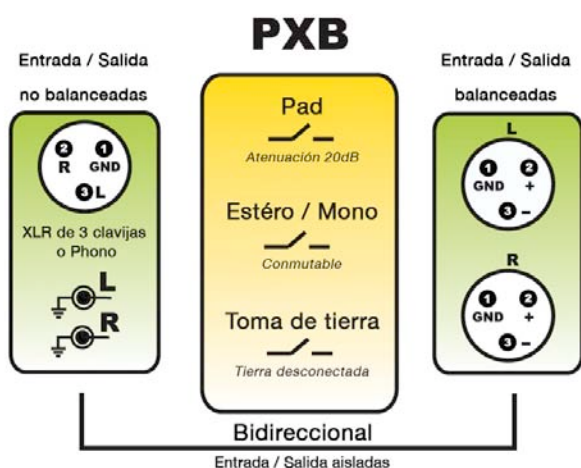 PXB
Entrada / Salida
no balanceadas
2
1
R
GND
3 L
XLR de 3 clavijas
o Phono
L
R
Pad
Atenuación 20dB
Estéro / Mono
Conmutable
Toma de tierra
Tierra desconectada
Entrada / Salida
balanceadas
L
1
2
GND
+
3 –
R
1
2
GND
+
3 –
Bidireccional
Entrada / Salida aisladas